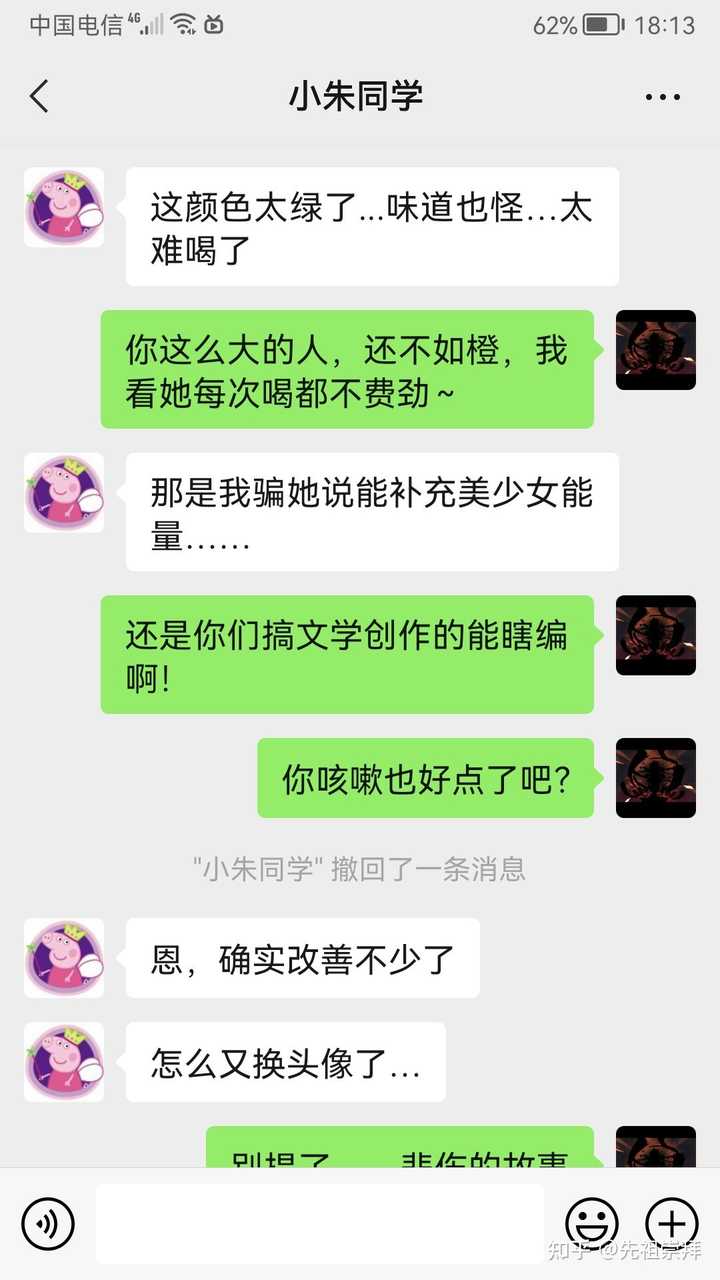 中国电信 4G 62% 18:13
小朱同学
这颜色太绿了...味道也怪...太
难喝了
你这么大的人，还不如橙，我
看她每次喝都不费劲～
那是我骗她说能补充美少女能
量......
还是你们搞文学创作的能瞎编
啊！
你咳嗽也好点了吧？
"小朱同学" 撤回了一条消息
恩，确实改善不少了
怎么又换头像了...
别提了 悲伤的故事
知乎 @先祖崇拜